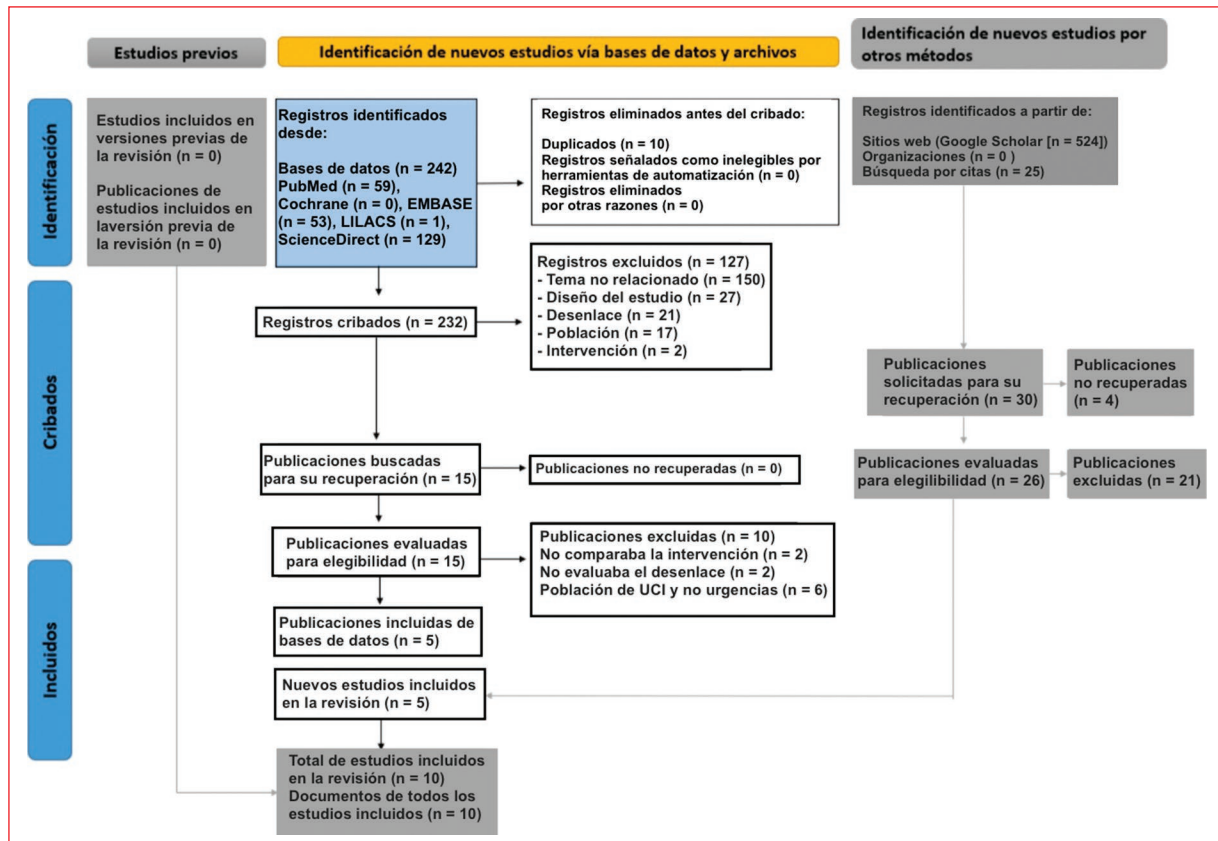 Estudios previos
Identificación de nuevos estudios vía bases de datos y archivos
Identificación de nuevos estudios por
otros métodos
Identificación
Estudios incluidos en
versiones previas de
la revisión (n = 0)
Publicaciones de
estudios incluidos en
laversión previa de
la revisión (n = 0)
Registros identificados
desde:
Bases de datos (n = 242)
PubMed (n = 59),
Cochrane (n = 0), EMBASE
(n = 53), LILACS (n = 1),
ScienceDirect (n = 129)
Registros eliminados antes del cribado:
Duplicados (n = 10)
Registros señalados como inelegibles por
herramientas de automatización (n = 0)
Registros eliminados
por otras razones (n = 0)
Registros identificados a partir de:
Sitios web (Google Scholar [n = 524])
Organizaciones (n = 0 )
Búsqueda por citas (n = 25)
Cribados
Registros cribados (n = 232)
Registros excluidos (n = 127)
- Tema no relacionado (n = 150)
- Diseño del estudio (n = 27)
- Desenlace (n = 21)
- Población (n = 17)
- Intervención (n = 2)
Publicaciones
solicitadas para su
recuperación (n = 30)
Publicaciones
no recuperadas
(n = 4)
Publicaciones buscadas
para su recuperación (n = 15)
Publicaciones no recuperadas (n = 0)
Publicaciones evaluadas
para elegilibilidad (n = 26)
Publicaciones
excluidas (n = 21)
Publicaciones evaluadas
para elegibilidad (n = 15)
Publicaciones excluidas (n = 10)
No comparaba la intervención (n = 2)
No evaluaba el desenlace (n = 2)
Población de UCI y no urgencias (n = 6)
Incluidos
Publicaciones incluidas de
bases de datos (n = 5)
Nuevos estudios incluidos
en la revisión (n = 5)
Total de estudios incluidos
en la revisión (n = 10)
Documentos de todos los
estudios incluidos (n = 10)